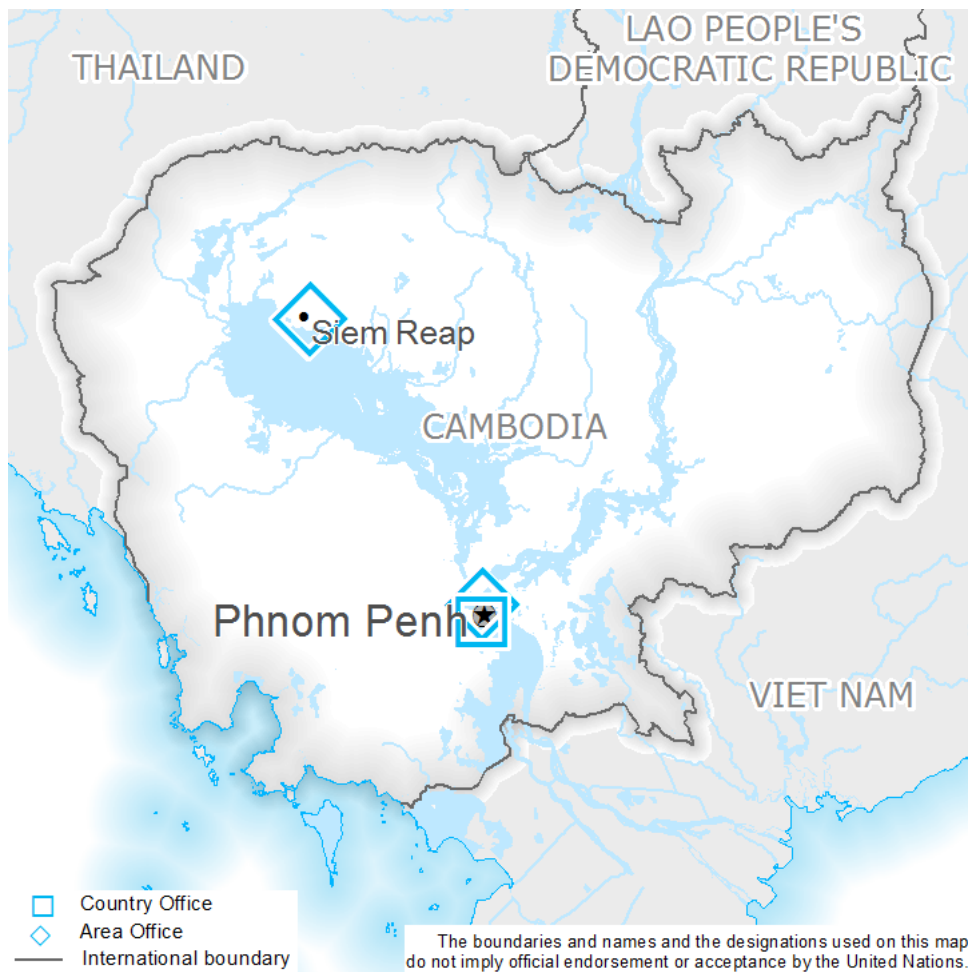 LAO PEOPLE'S
THAILAND
DEMOCRATIC REPUBLIC
Siem Reap
CAMBODIA
Phnom Penh
VIET NAM
Country Office
Area Office
International boundary
The boundaries and names and the designations used on this map
do not imply official endorsement or acceptance by the United Nations.